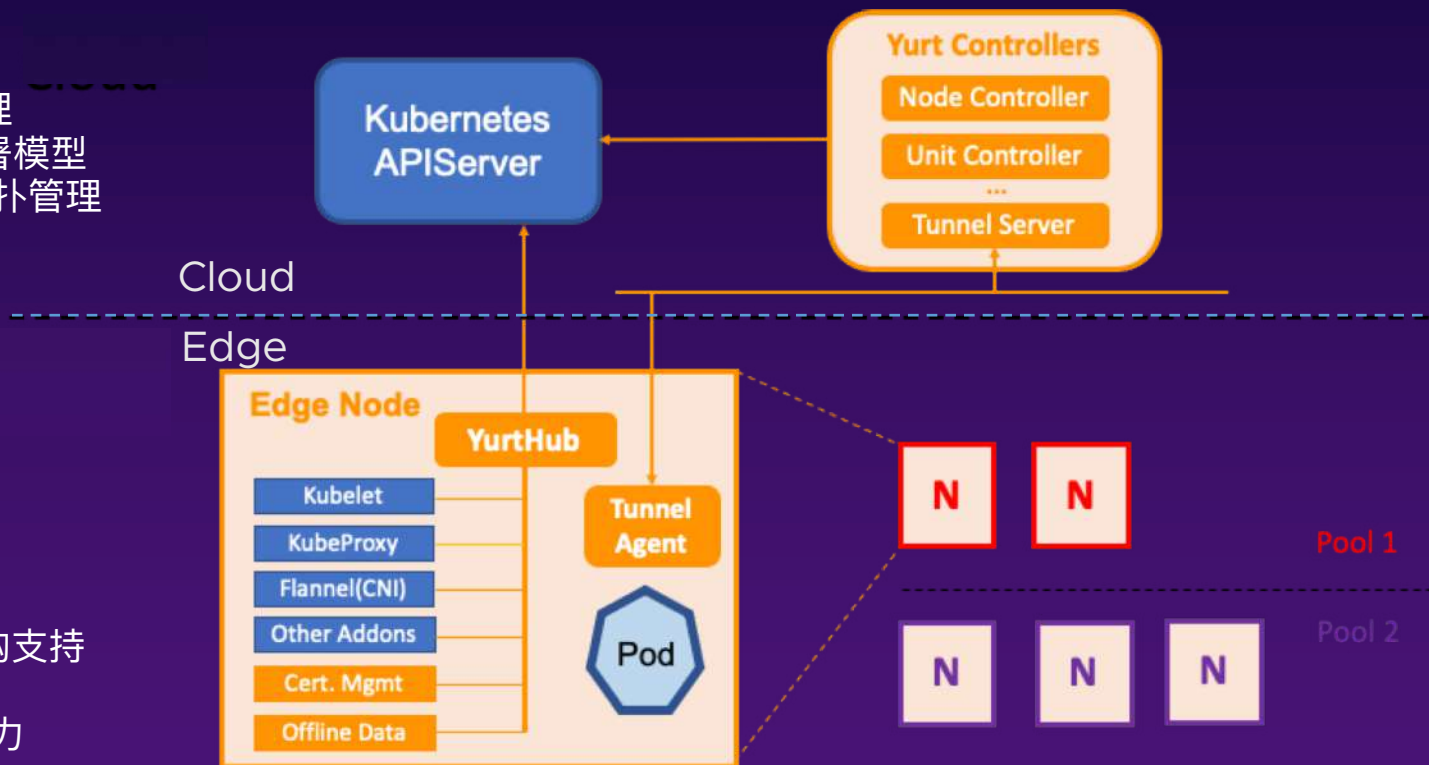 理
署模型
扑管理
Kubernetes
APIServer
Yurt Controllers
Node Controller
Unit Controller
...
Tunnel Server
Cloud
Edge
Edge Node
YurtHub
Kubelet
KubeProxy
Flannel(CNI)
Other Addons
Cert. Mgmt
Offline Data
Tunnel
Agent
Pod
N N
Pool 1
Pool 2
N N N
支持
力